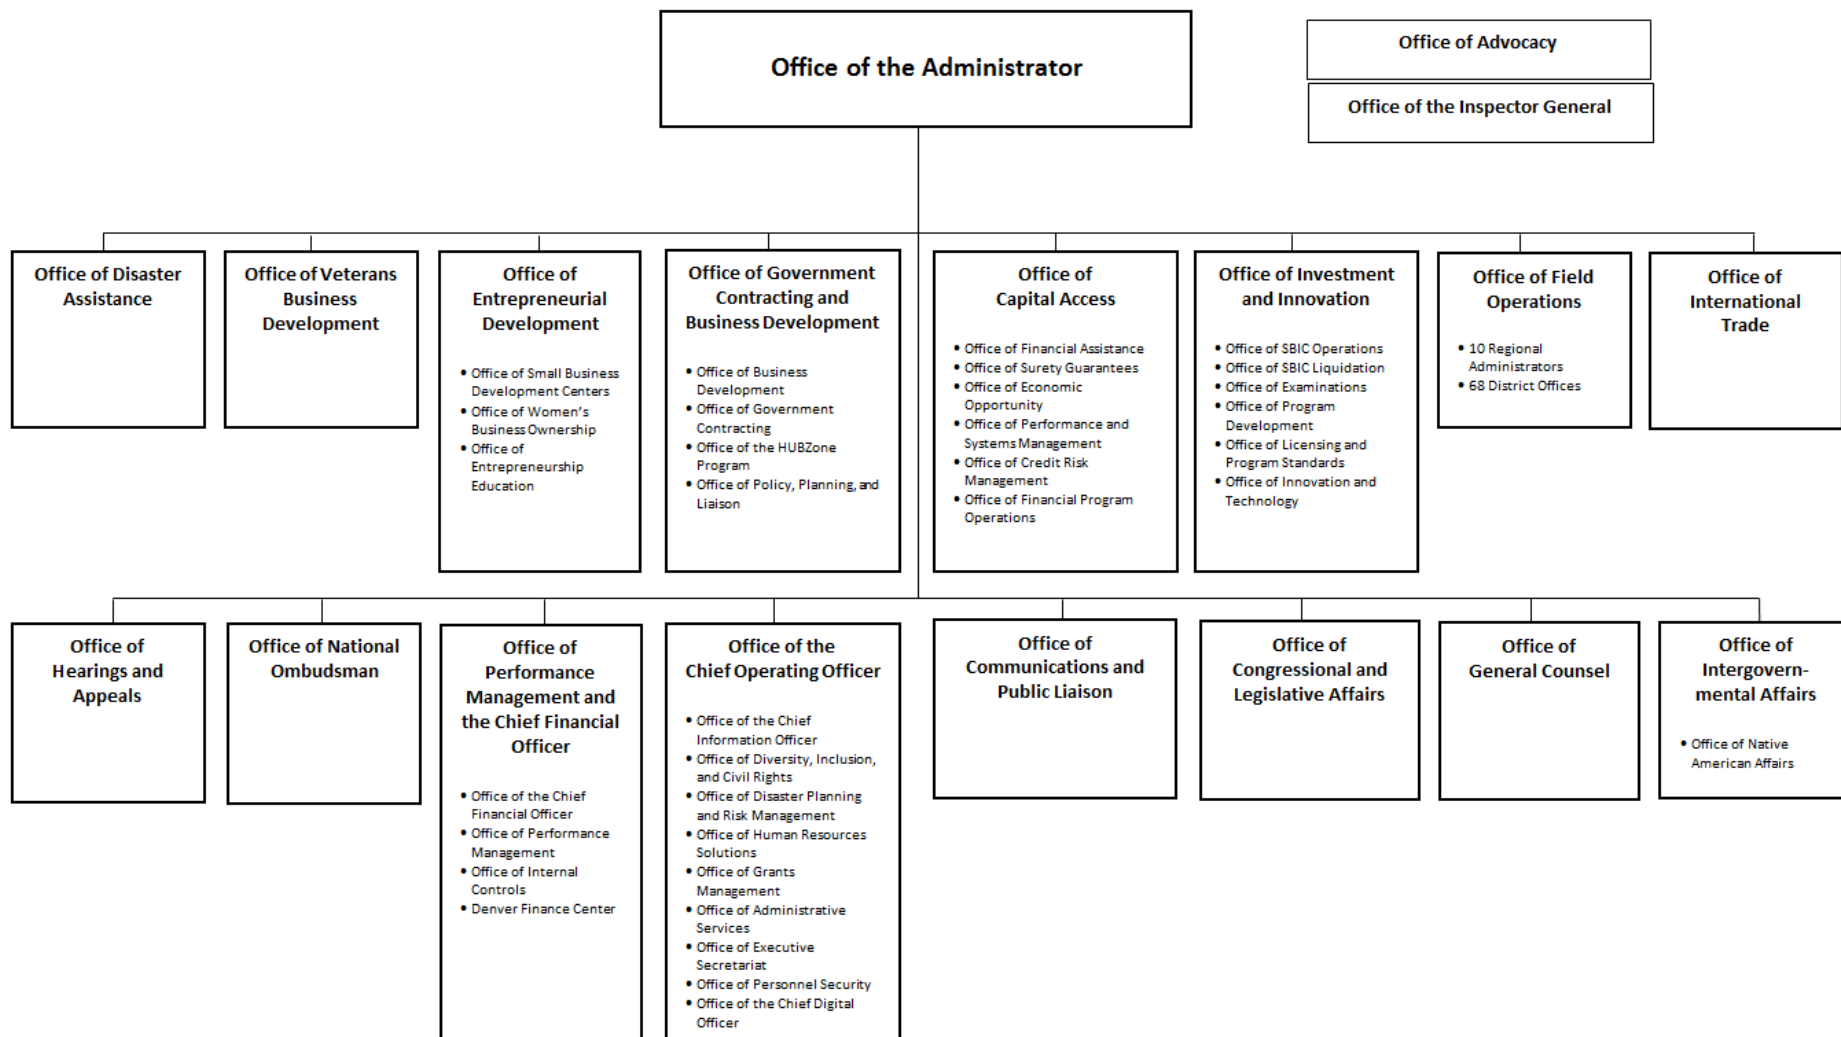 Office of the Administrator
Office of Advocacy
Office of the Inspector General
Office of Disaster
Assistance
Office of Veterans
Business
Development
Office of
Entrepreneurial
Development
• Office of Small Business
Development Centers
• Office of Women's
Business Ownership
• Office of
Entrepreneurship
Education
Office of Government
Contracting and
Business Development
• Office of Business
Development
• Office of Government
Contracting
• Office of the HUBZone
Program
• Office of Policy, Planning, and
Liaison
Office of
Capital Access
• Office of Financial Assistance
• Office of Surety Guarantees
• Office of Economic
Opportunity
• Office of Performance and
Systems Management
• Office of Credit Risk
Management
• Office of Financial Program
Operations
Office of Investment
and Innovation
• Office of SBIC Operations
• Office of SBIC Liquidation
• Office of Examinations
• Office of Program
Development
• Office of Licensing and
Program Standards
• Office of Innovation and
Technology
Office of Field
Operations
• 10 Regional
Administrators
• 68 District Offices
Office of
International
Trade
Office of
Hearings and
Appeals
Office of National
Ombudsman
Office of
Performance
Management and
the Chief Financial
Officer
• Office of the Chief
Financial Officer
• Office of Performance
Management
• Office of Internal
Controls
• Denver Finance Center
Office of the
Chief Operating Officer
• Office of the Chief
Information Officer
• Office of Diversity, Inclusion,
and Civil Rights
• Office of Disaster Planning
and Risk Management
• Office of Human Resources
Solutions
• Office of Grants
Management
• Office of Administrative
Services
• Office of Executive
Secretariat
• Office of Personnel Security
• Office of the Chief Digital
Officer
Office of
Communications and
Public Liaison
Office of
Congressional and
Legislative Affairs
Office of
General Counsel
Office of
Intergovern-
mental Affairs
• Office of Native
American Affairs